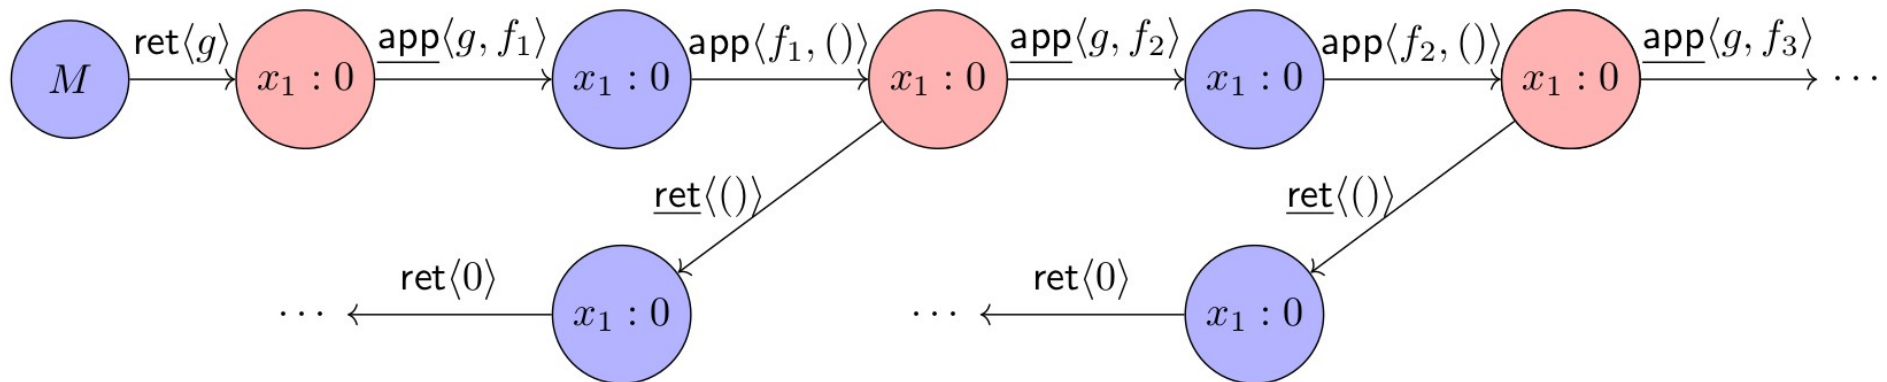 M ret⟨g⟩ x₁ : 0 app⟨g, f₁⟩ x₁ : 0 app⟨f₁, ()⟩ x₁ : 0 app⟨g, f₂⟩ x₁ : 0 app⟨f₂, ()⟩ x₁ : 0 app⟨g, f₃⟩ ···
ret⟨()⟩ ret⟨()⟩
··· ret⟨0⟩ x₁ : 0 ··· ret⟨0⟩ x₁ : 0